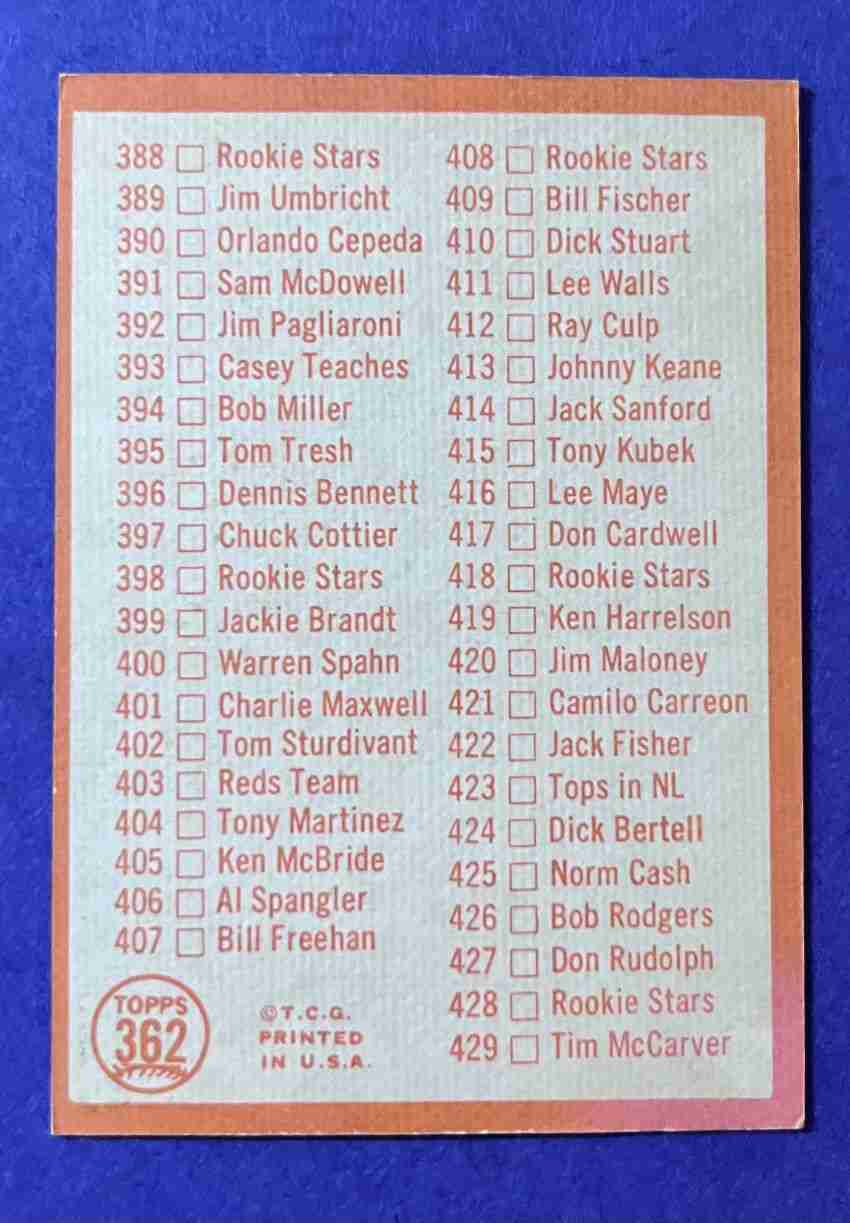 388 Rookie Stars
389 Jim Umbricht
390 Orlando Cepeda
391 Sam McDowell
392 Jim Pagliaroni
393 Casey Teaches
394 Bob Miller
395 Tom Tresh
396 Dennis Bennett
397 Chuck Cottier
398 Rookie Stars
399 Jackie Brandt
400 Warren Spahn
401 Charlie Maxwell
402 Tom Sturdivant
403 Reds Team
404 Tony Martinez
405 Ken McBride
406 Al Spangler
407 Bill Freehan
408 Rookie Stars
409 Bill Fischer
410 Dick Stuart
411 Lee Walls
412 Ray Culp
413 Johnny Keane
414 Jack Sanford
415 Tony Kubek
416 Lee Maye
417 Don Cardwell
418 Rookie Stars
419 Ken Harrelson
420 Jim Maloney
421 Camilo Carreon
422 Jack Fisher
423 Tops in NL
424 Dick Bertell
425 Norm Cash
426 Bob Rodgers
427 Don Rudolph
428 Rookie Stars
429 Tim McCarver
TOPPS
362
©T.C.G.
PRINTED
IN U.S.A.